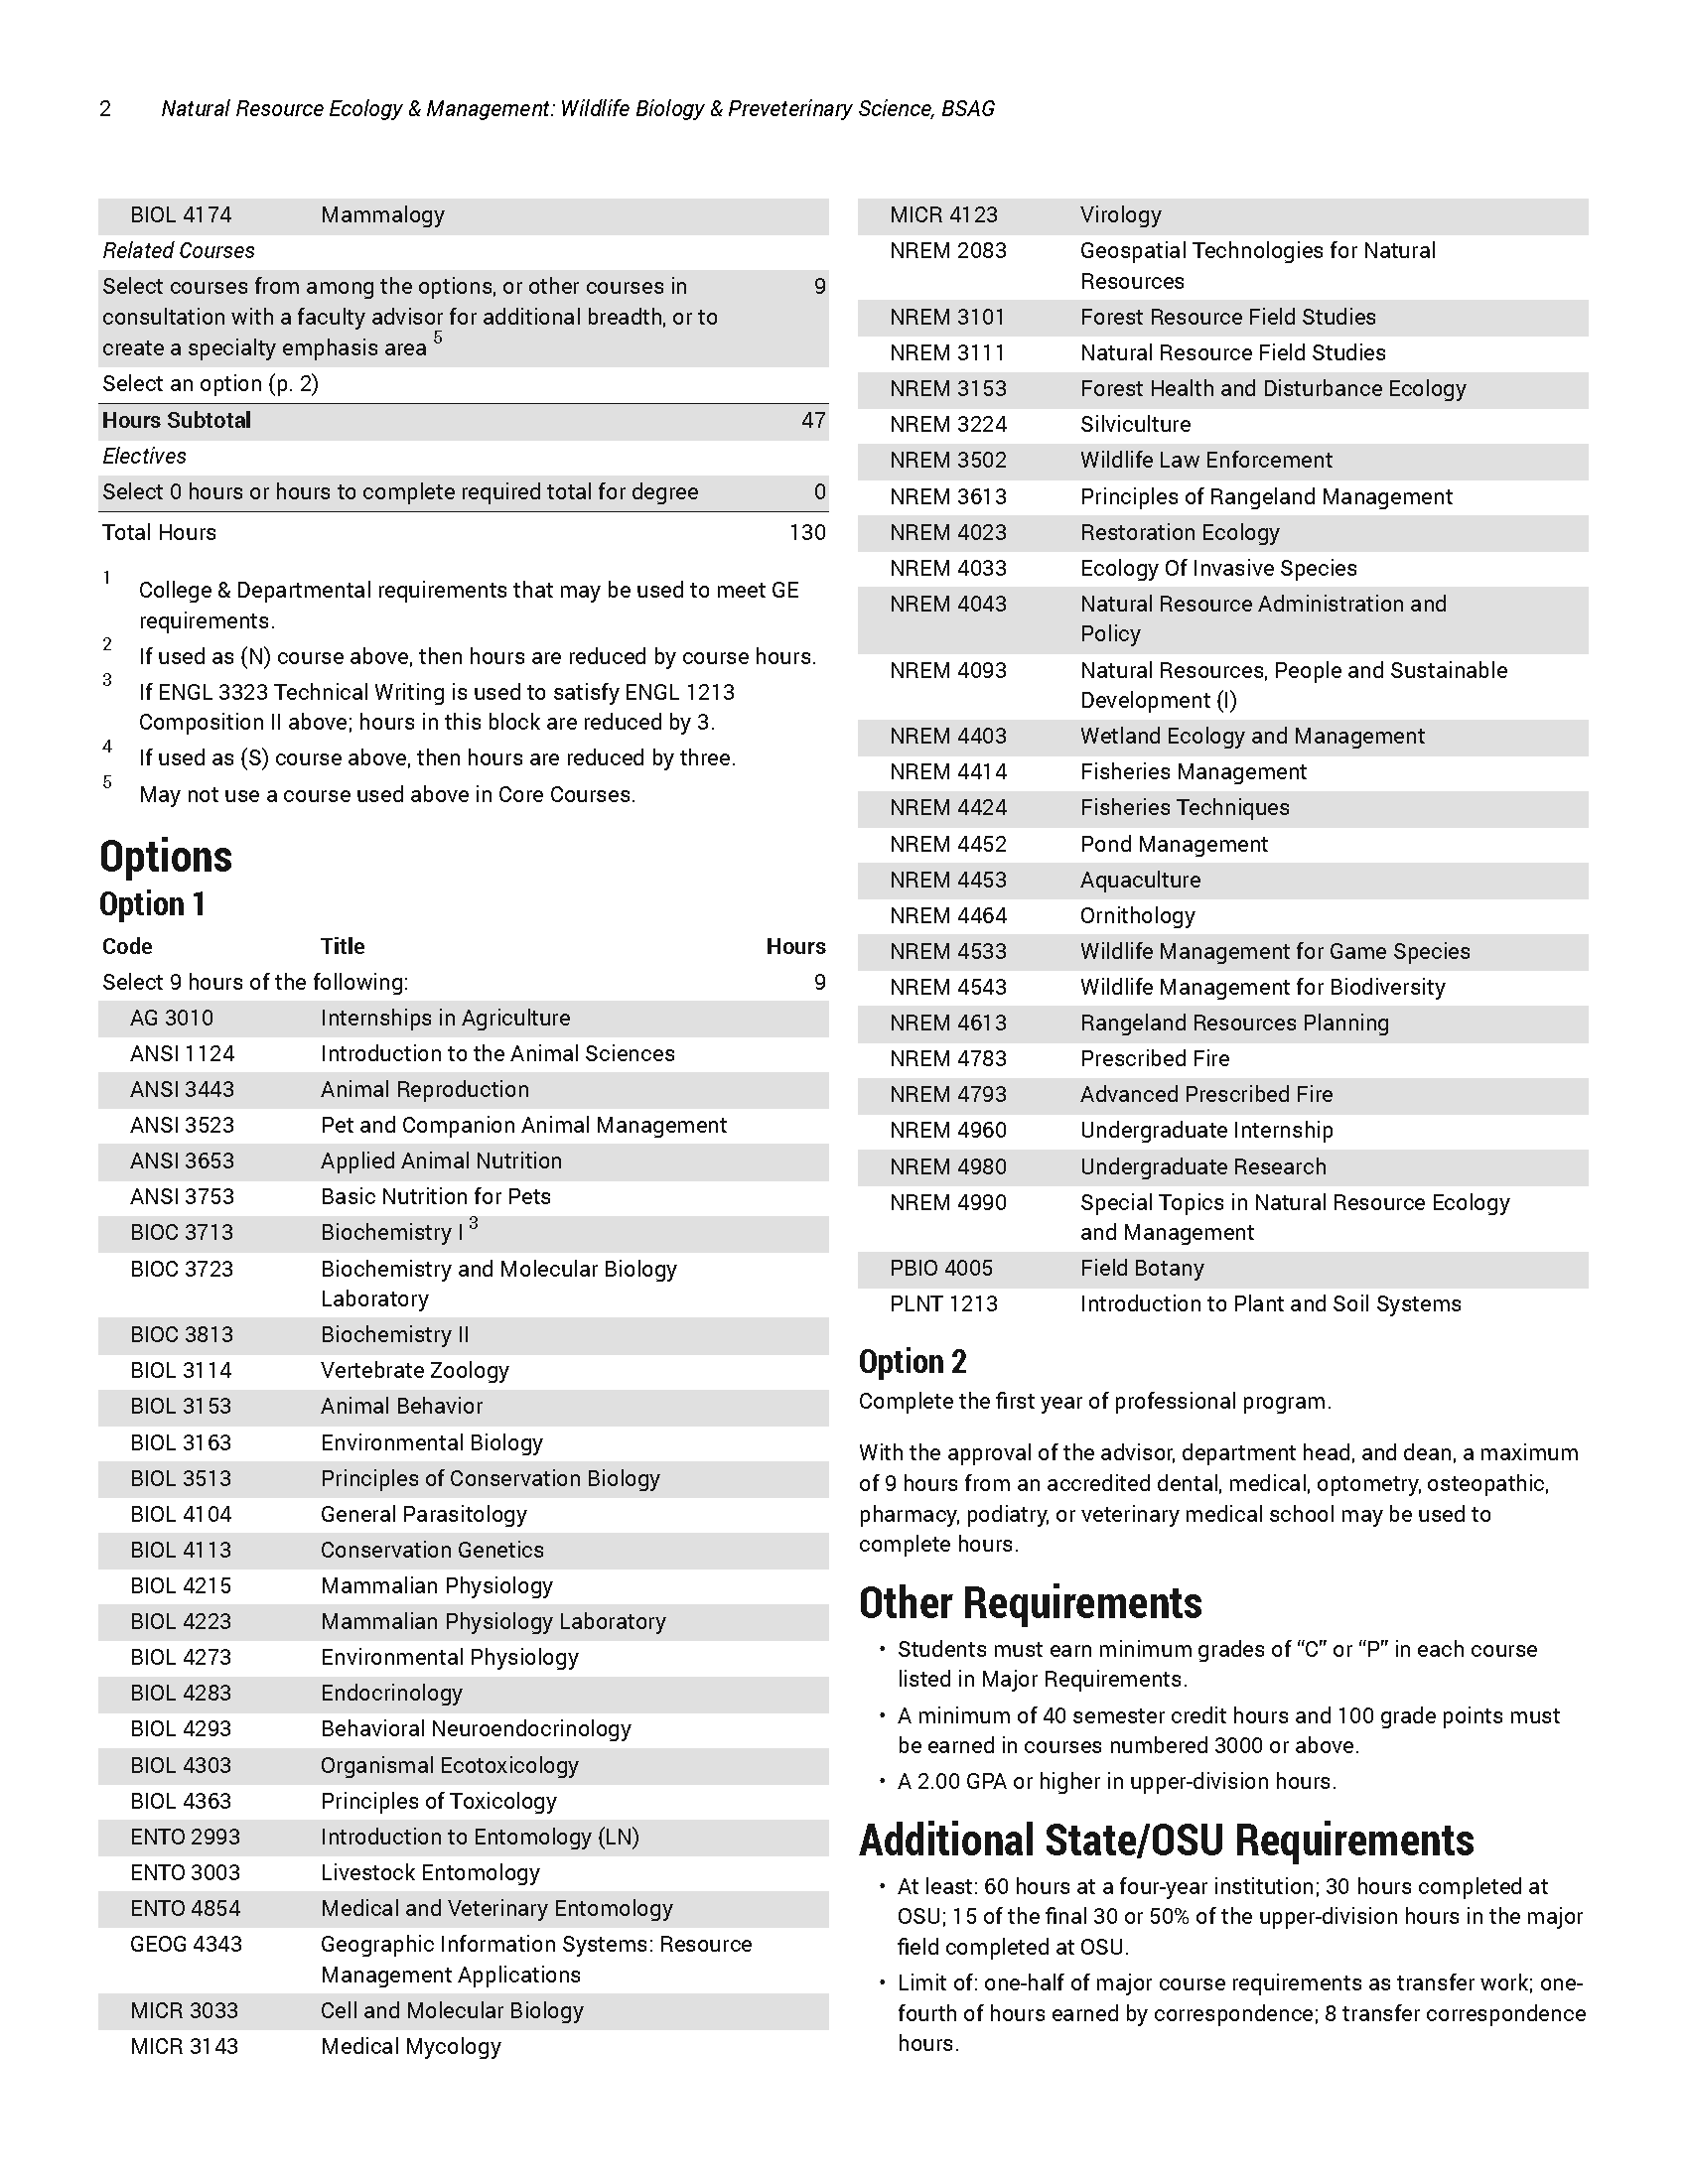 2 Natural Resource Ecology & Management: Wildlife Biology & Preveterinary Science, BSAG
BIOL 4174 Mammalogy
Related Courses
Select courses from among the options, or other courses in 9
consultation with a faculty advisor for additional breadth, or to
create a specialty emphasis area 5
Select an option (p. 2)
Hours Subtotal 47
Electives
Select 0 hours or hours to complete required total for degree 0
Total Hours 130
1 College & Departmental requirements that may be used to meet GE
requirements.
2 If used as (N) course above, then hours are reduced by course hours.
3 If ENGL 3323 Technical Writing is used to satisfy ENGL 1213
Composition II above; hours in this block are reduced by 3.
4 If used as (S) course above, then hours are reduced by three.
5 May not use a course used above in Core Courses.
Options
Option 1
Code Title Hours
Select 9 hours of the following: 9
AG 3010 Internships in Agriculture
ANSI 1124 Introduction to the Animal Sciences
ANSI 3443 Animal Reproduction
ANSI 3523 Pet and Companion Animal Management
ANSI 3653 Applied Animal Nutrition
ANSI 3753 Basic Nutrition for Pets
BIOC 3713 Biochemistry I 3
BIOC 3723 Biochemistry and Molecular Biology
Laboratory
BIOC 3813 Biochemistry II
BIOL 3114 Vertebrate Zoology
BIOL 3153 Animal Behavior
BIOL 3163 Environmental Biology
BIOL 3513 Principles of Conservation Biology
BIOL 4104 General Parasitology
BIOL 4113 Conservation Genetics
BIOL 4215 Mammalian Physiology
BIOL 4223 Mammalian Physiology Laboratory
BIOL 4273 Environmental Physiology
BIOL 4283 Endocrinology
BIOL 4293 Behavioral Neuroendocrinology
BIOL 4303 Organismal Ecotoxicology
BIOL 4363 Principles of Toxicology
ENTO 2993 Introduction to Entomology (LN)
ENTO 3003 Livestock Entomology
ENTO 4854 Medical and Veterinary Entomology
GEOG 4343 Geographic Information Systems: Resource
Management Applications
MICR 3033 Cell and Molecular Biology
MICR 3143 Medical Mycology
MICR 4123 Virology
NREM 2083 Geospatial Technologies for Natural
Resources
NREM 3101 Forest Resource Field Studies
NREM 3111 Natural Resource Field Studies
NREM 3153 Forest Health and Disturbance Ecology
NREM 3224 Silviculture
NREM 3502 Wildlife Law Enforcement
NREM 3613 Principles of Rangeland Management
NREM 4023 Restoration Ecology
NREM 4033 Ecology Of Invasive Species
NREM 4043 Natural Resource Administration and
Policy
NREM 4093 Natural Resources, People and Sustainable
Development (I)
NREM 4403 Wetland Ecology and Management
NREM 4414 Fisheries Management
NREM 4424 Fisheries Techniques
NREM 4452 Pond Management
NREM 4453 Aquaculture
NREM 4464 Ornithology
NREM 4533 Wildlife Management for Game Species
NREM 4543 Wildlife Management for Biodiversity
NREM 4613 Rangeland Resources Planning
NREM 4783 Prescribed Fire
NREM 4793 Advanced Prescribed Fire
NREM 4960 Undergraduate Internship
NREM 4980 Undergraduate Research
NREM 4990 Special Topics in Natural Resource Ecology
and Management
PBIO 4005 Field Botany
PLNT 1213 Introduction to Plant and Soil Systems
Option 2
Complete the first year of professional program.
With the approval of the advisor, department head, and dean, a maximum
of 9 hours from an accredited dental, medical, optometry, osteopathic,
pharmacy, podiatry, or veterinary medical school may be used to
complete hours.
Other Requirements
• Students must earn minimum grades of “C” or “P” in each course
listed in Major Requirements.
• A minimum of 40 semester credit hours and 100 grade points must
be earned in courses numbered 3000 or above.
• A 2.00 GPA or higher in upper-division hours.
Additional State/OSU Requirements
• At least: 60 hours at a four-year institution; 30 hours completed at
OSU; 15 of the final 30 or 50% of the upper-division hours in the major
field completed at OSU.
• Limit of: one-half of major course requirements as transfer work; one-
fourth of hours earned by correspondence; 8 transfer correspondence
hours.